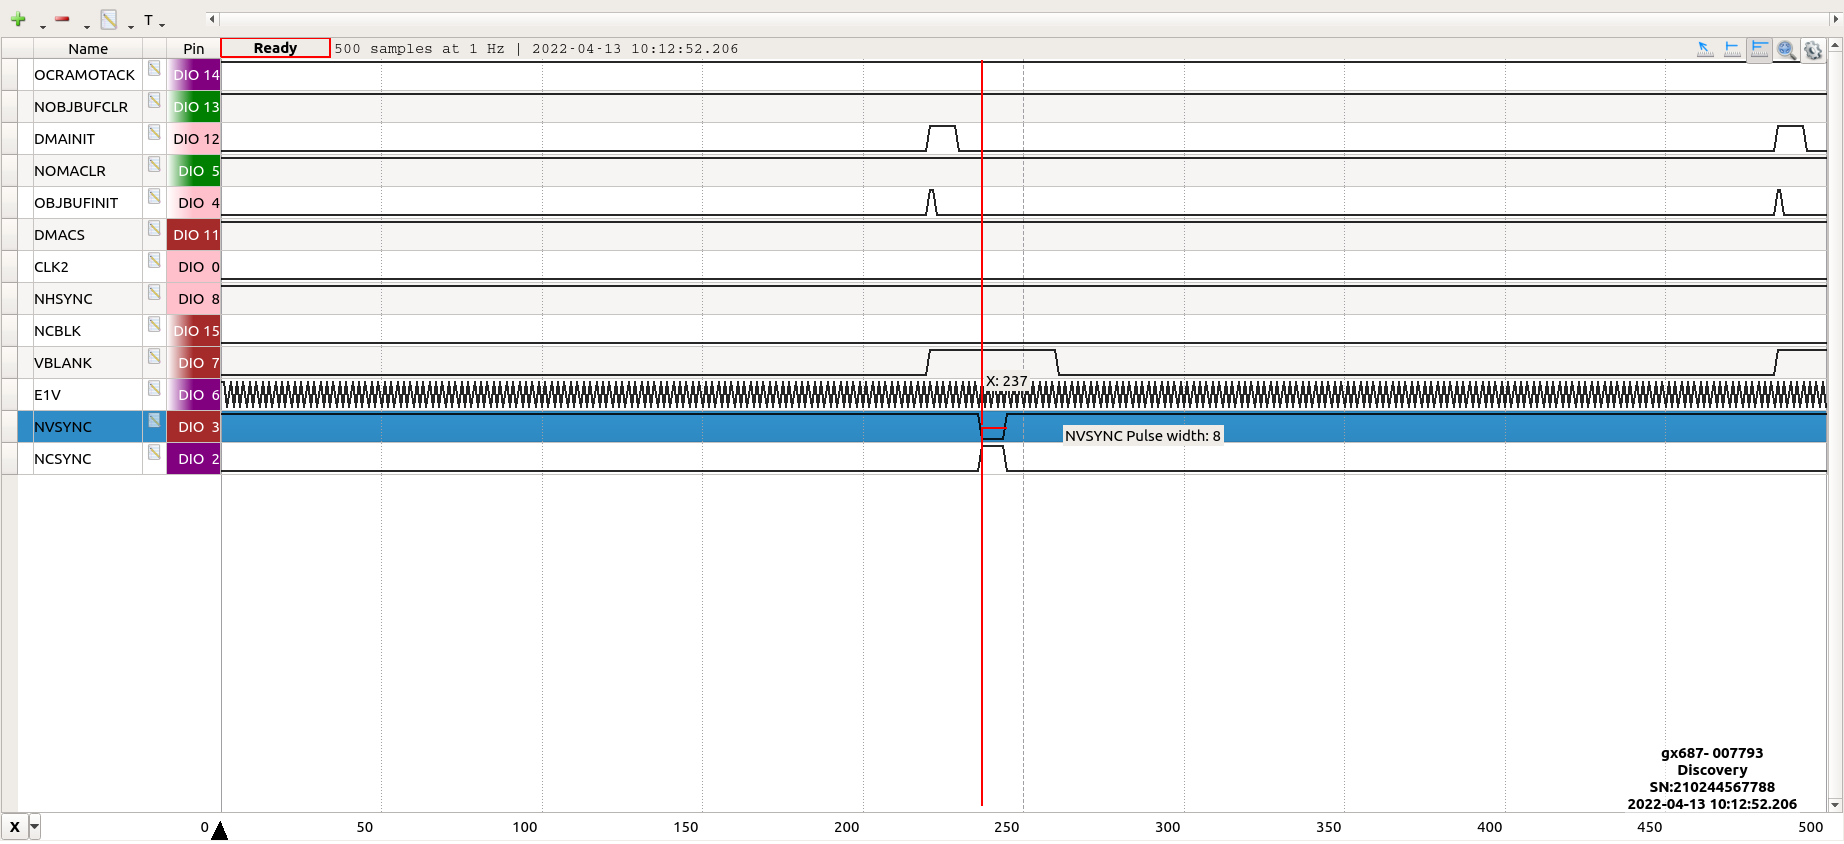 T
Name Pin Ready 500 samples at 1 Hz | 2022-04-13 10:12:52.206
OCRAMOTACK DIO 14
NOBJBUFCLR DIO 13
DMAINIT DIO 12
NOMACLR DIO 5
OBJBUFINIT DIO 4
DMACS DIO 11
CLK2 DIO 0
NHSYNC DIO 8
NCBLK DIO 15
VBLANK DIO 7
X: 237
E1V DIO 6
NVSYNC DIO 3
NVSYNC Pulse width: 8
NCSYNC DIO 2
gx687- 007793
Discovery
SN:210244567788
2022-04-13 10:12:52.206
X 0 50 100 150 200 250 300 350 400 450 500